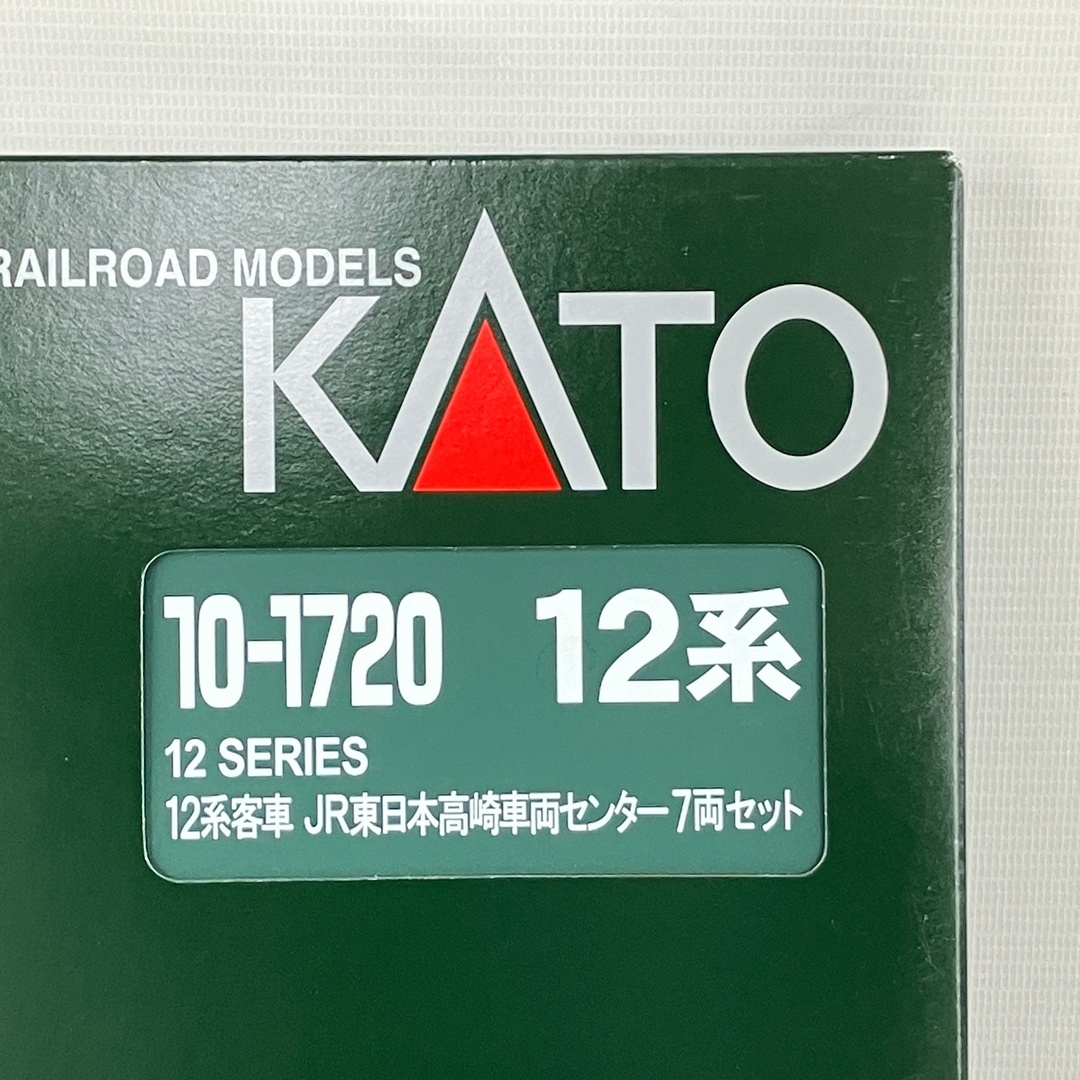 RAILROAD MODELS
KATO
10-1720 12系
12 SERIES
12系客車 JR東日本高崎車両センター 7両セット